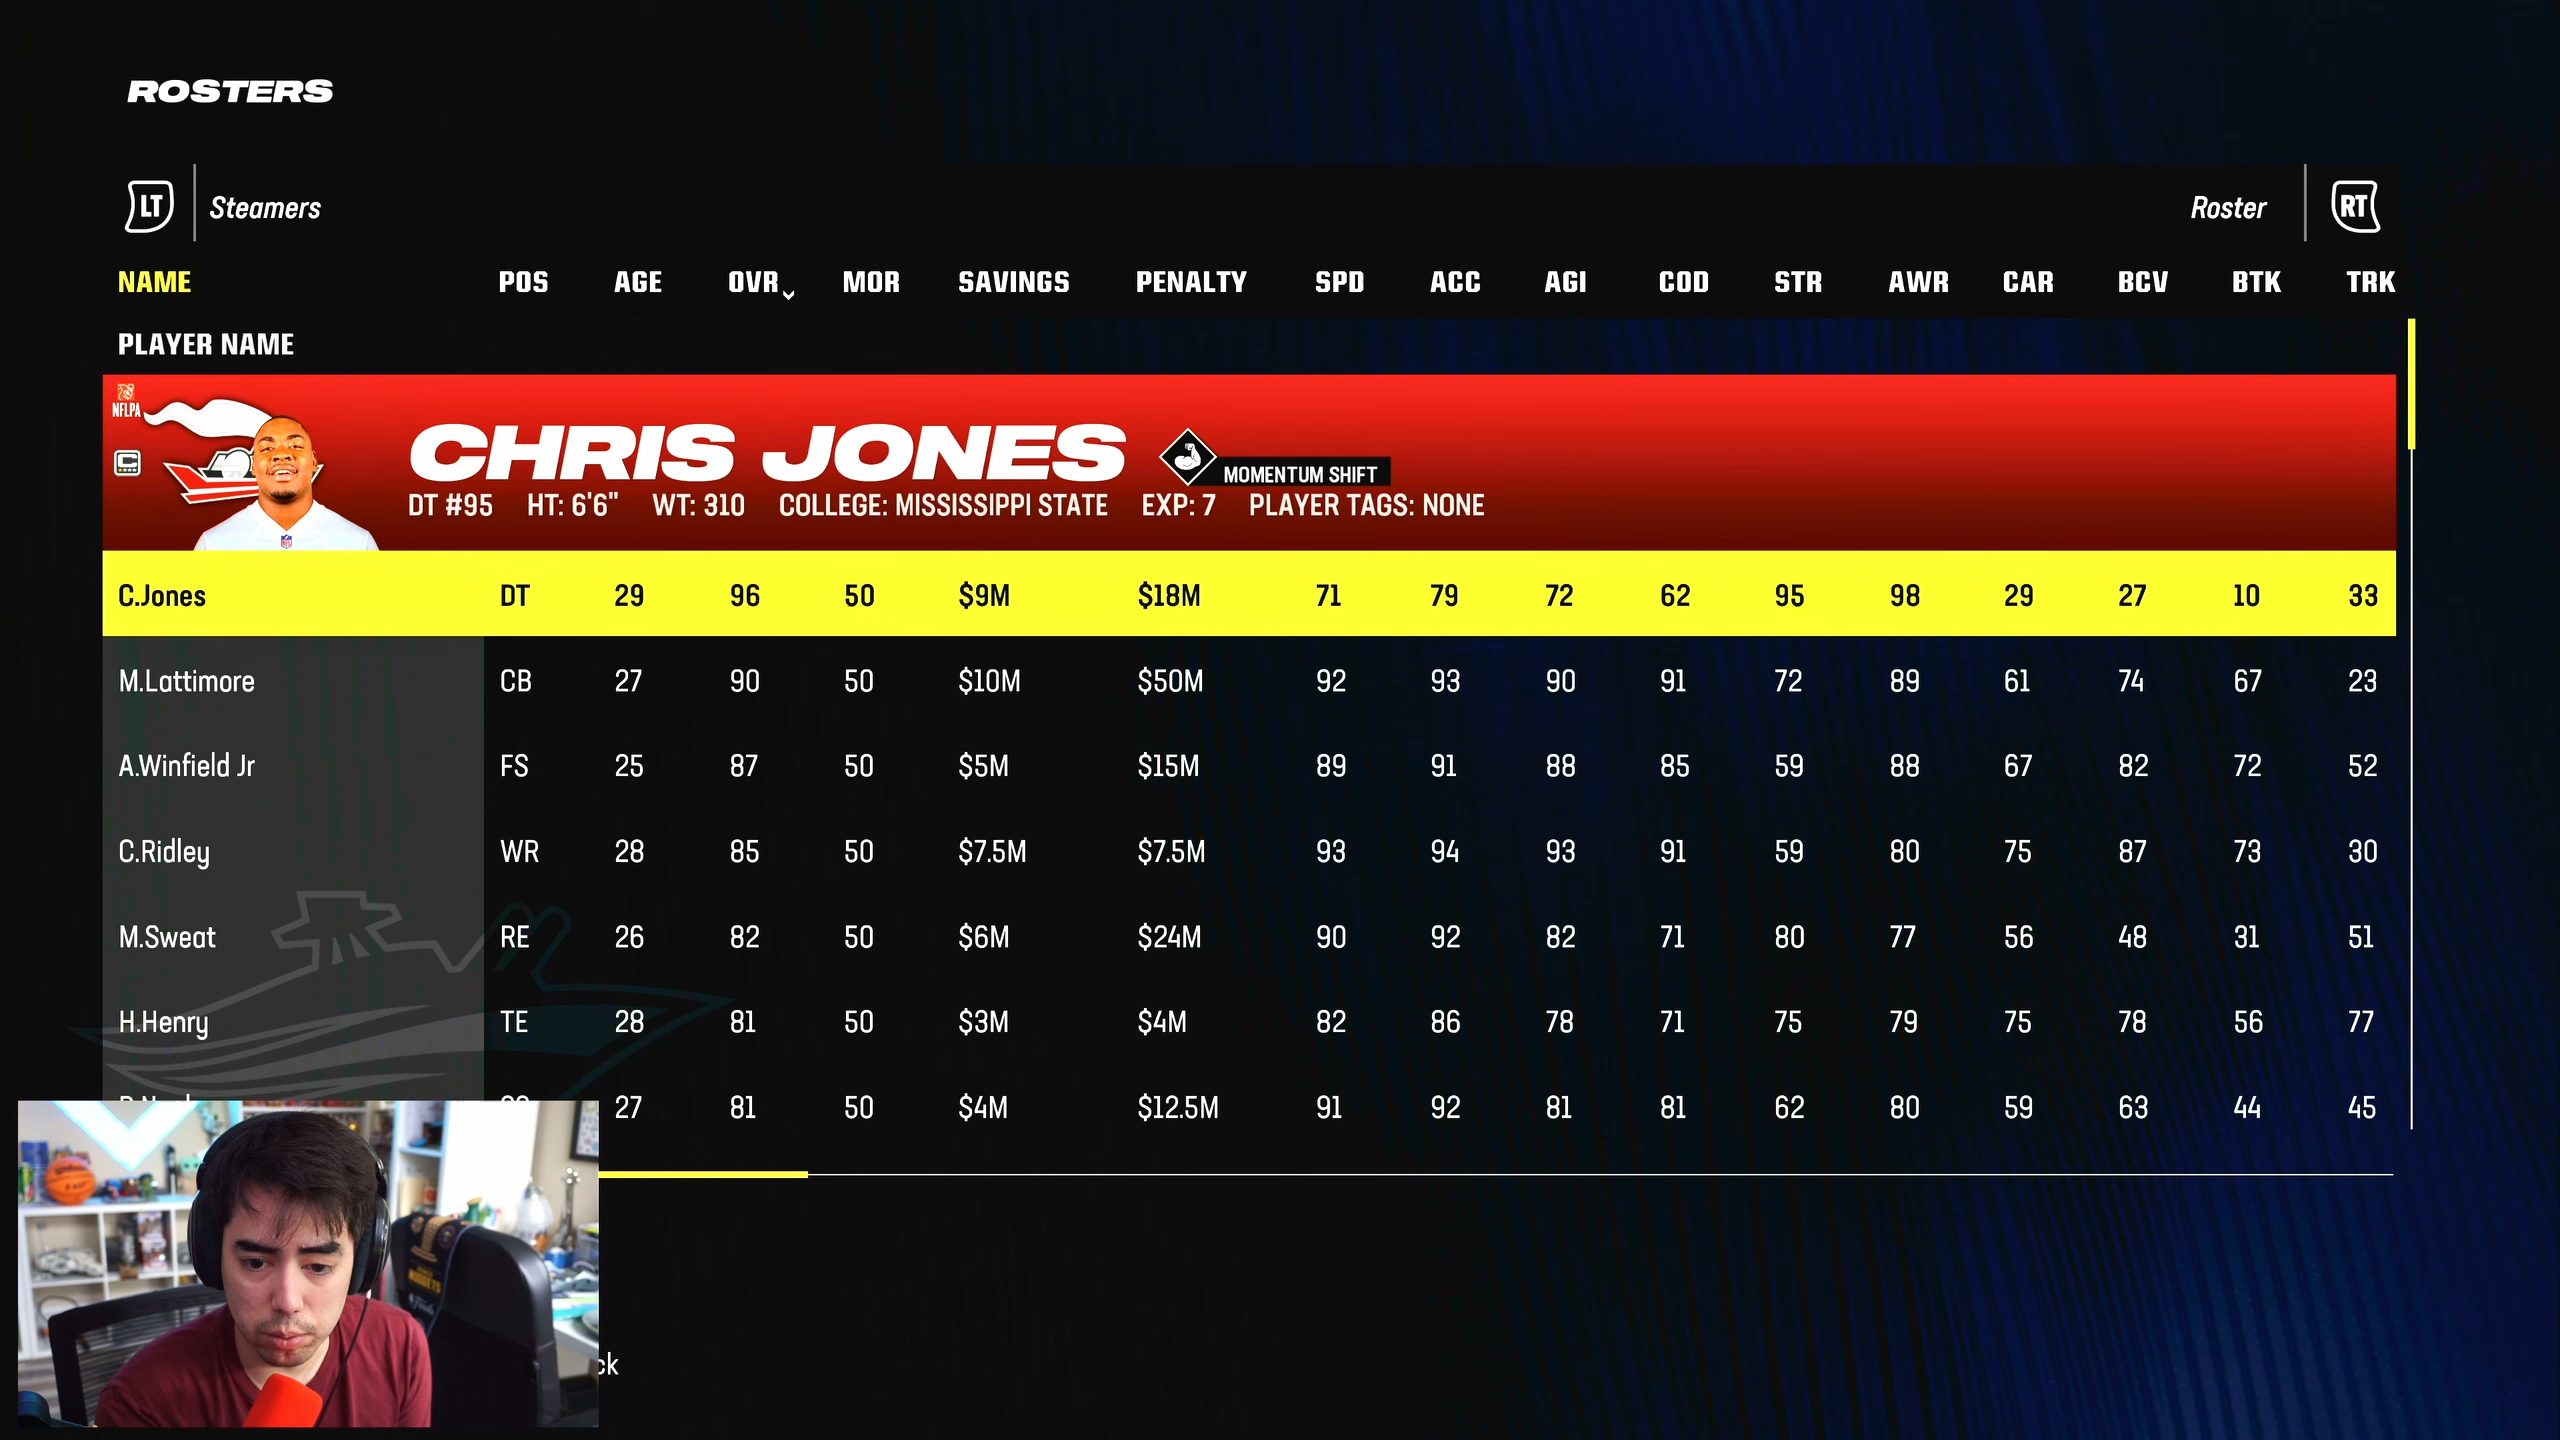 ROSTERS
LT Steamers Roster RT
NAME POS AGE OVR MOR SAVINGS PENALTY SPD ACC AGI COD STR AWR CAR BCV BTK TRK
PLAYER NAME
NFLPA
C
CHRIS JONES
MOMENTUM SHIFT
DT #95 HT: 6'6" WT: 310 COLLEGE: MISSISSIPPI STATE EXP: 7 PLAYER TAGS: NONE
C.Jones DT 29 96 50 $9M $18M 71 79 72 62 95 98 29 27 10 33
M.Lattimore CB 27 90 50 $10M $50M 92 93 90 91 72 89 61 74 67 23
A.Winfield Jr FS 25 87 50 $5M $15M 89 91 88 85 59 88 67 82 72 52
C.Ridley WR 28 85 50 $7.5M $7.5M 93 94 93 91 59 80 75 87 73 30
M.Sweat RE 26 82 50 $6M $24M 90 92 82 71 80 77 56 48 31 51
H.Henry TE 28 81 50 $3M $4M 82 86 78 71 75 79 75 78 56 77
27 81 50 $4M $12.5M 91 92 81 81 62 80 59 63 44 45
NUGGETS
ck